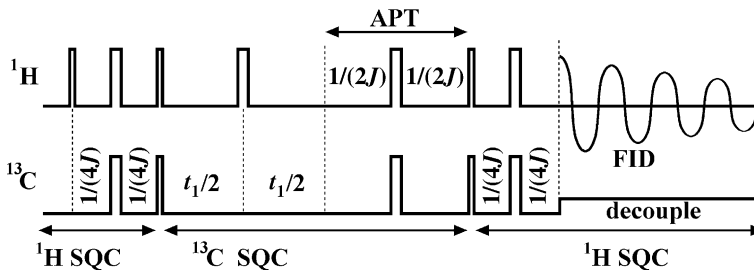 APT
¹H
1/(2J) 1/(2J)
FID
¹³C
1/(4J) 1/(4J) t₁/2 t₁/2 1/(4J) 1/(4J)
decouple
¹H SQC ¹³C SQC ¹H SQC